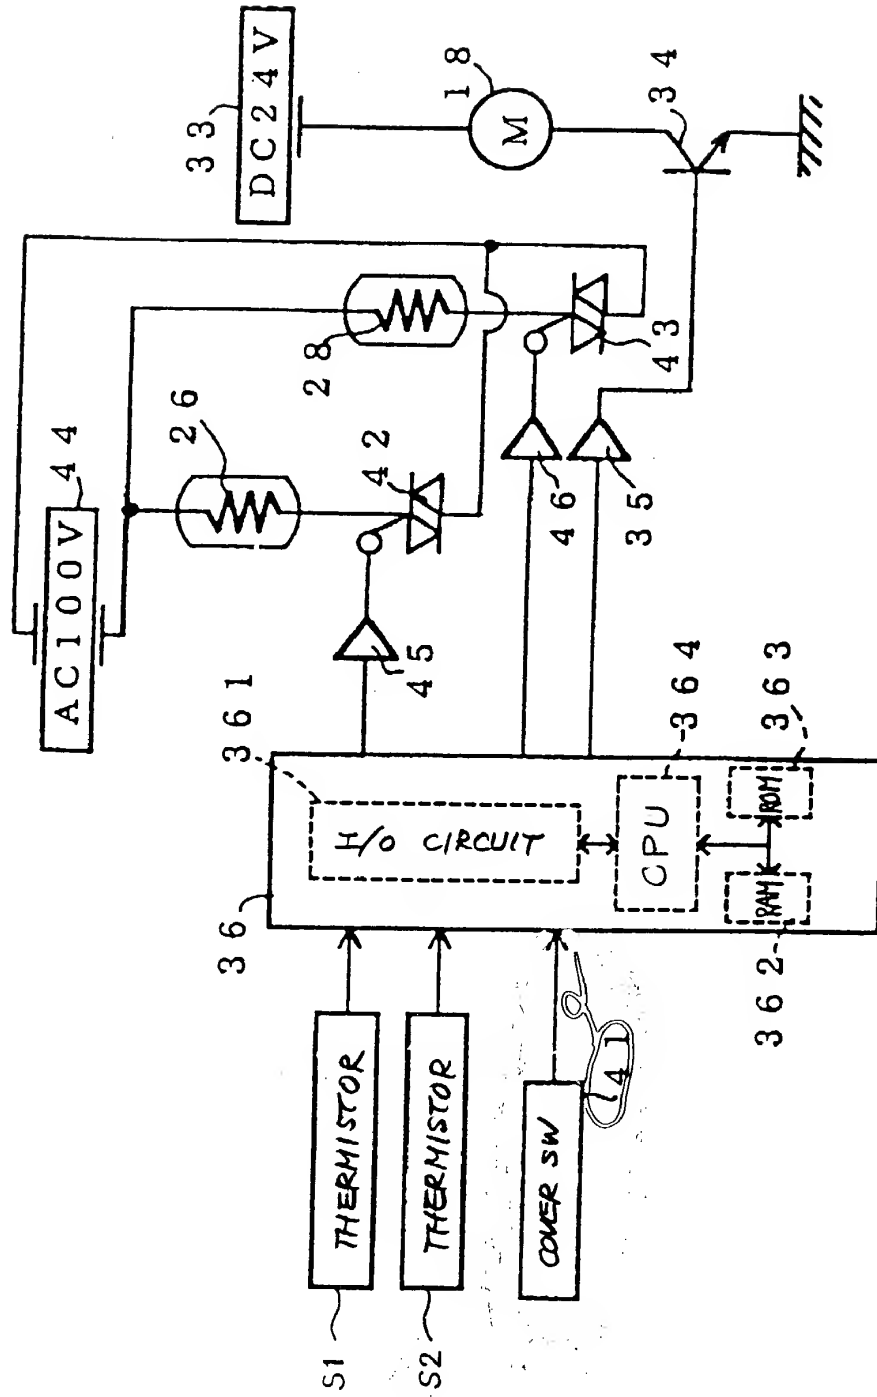 S1
THERMISTOR
S2
THERMISTOR
COVER SW
41
36
361
I/O CIRCUIT
CPU
364
RAM
362
ROM
363
AC100V
44
26
42
45
28
43
46
35
33
DC24V
M
18
34